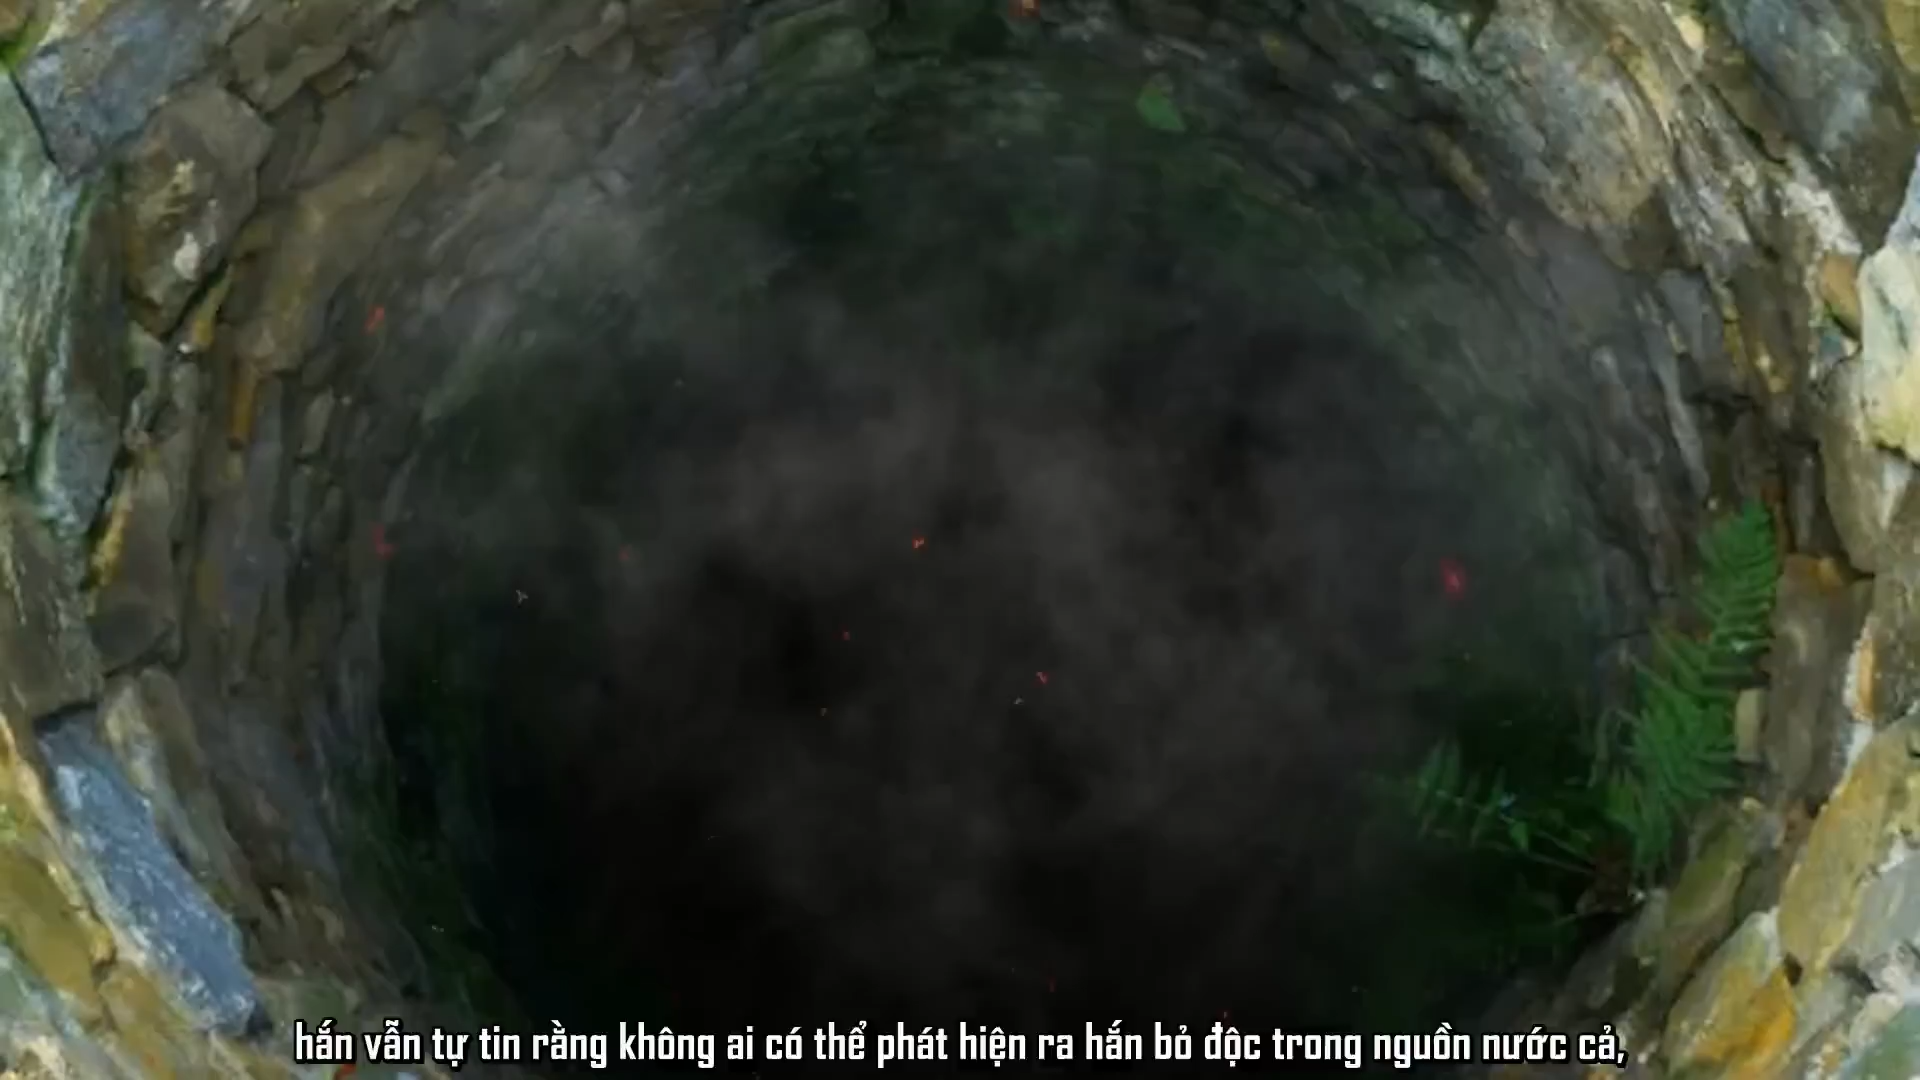 hắn vẫn tự tin rằng không ai có thể phát hiện ra hắn bỏ độc trong nguồn nước cả,